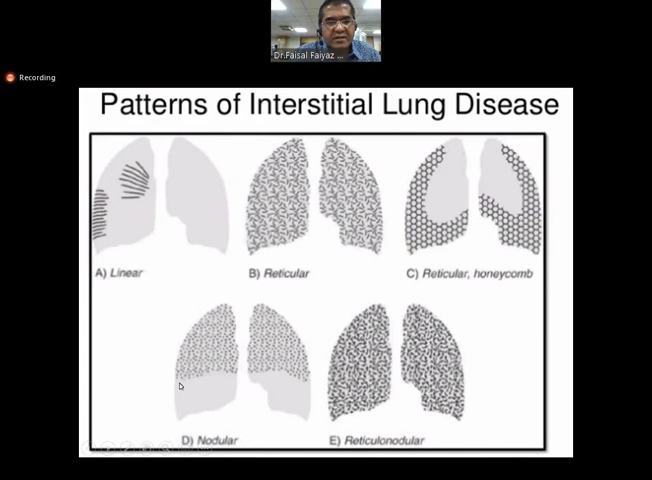 Dr.Faisal Faiyaz ...
Recording
Patterns of Interstitial Lung Disease
A) Linear
B) Reticular
C) Reticular, honeycomb
D) Nodular
E) Reticulonodular